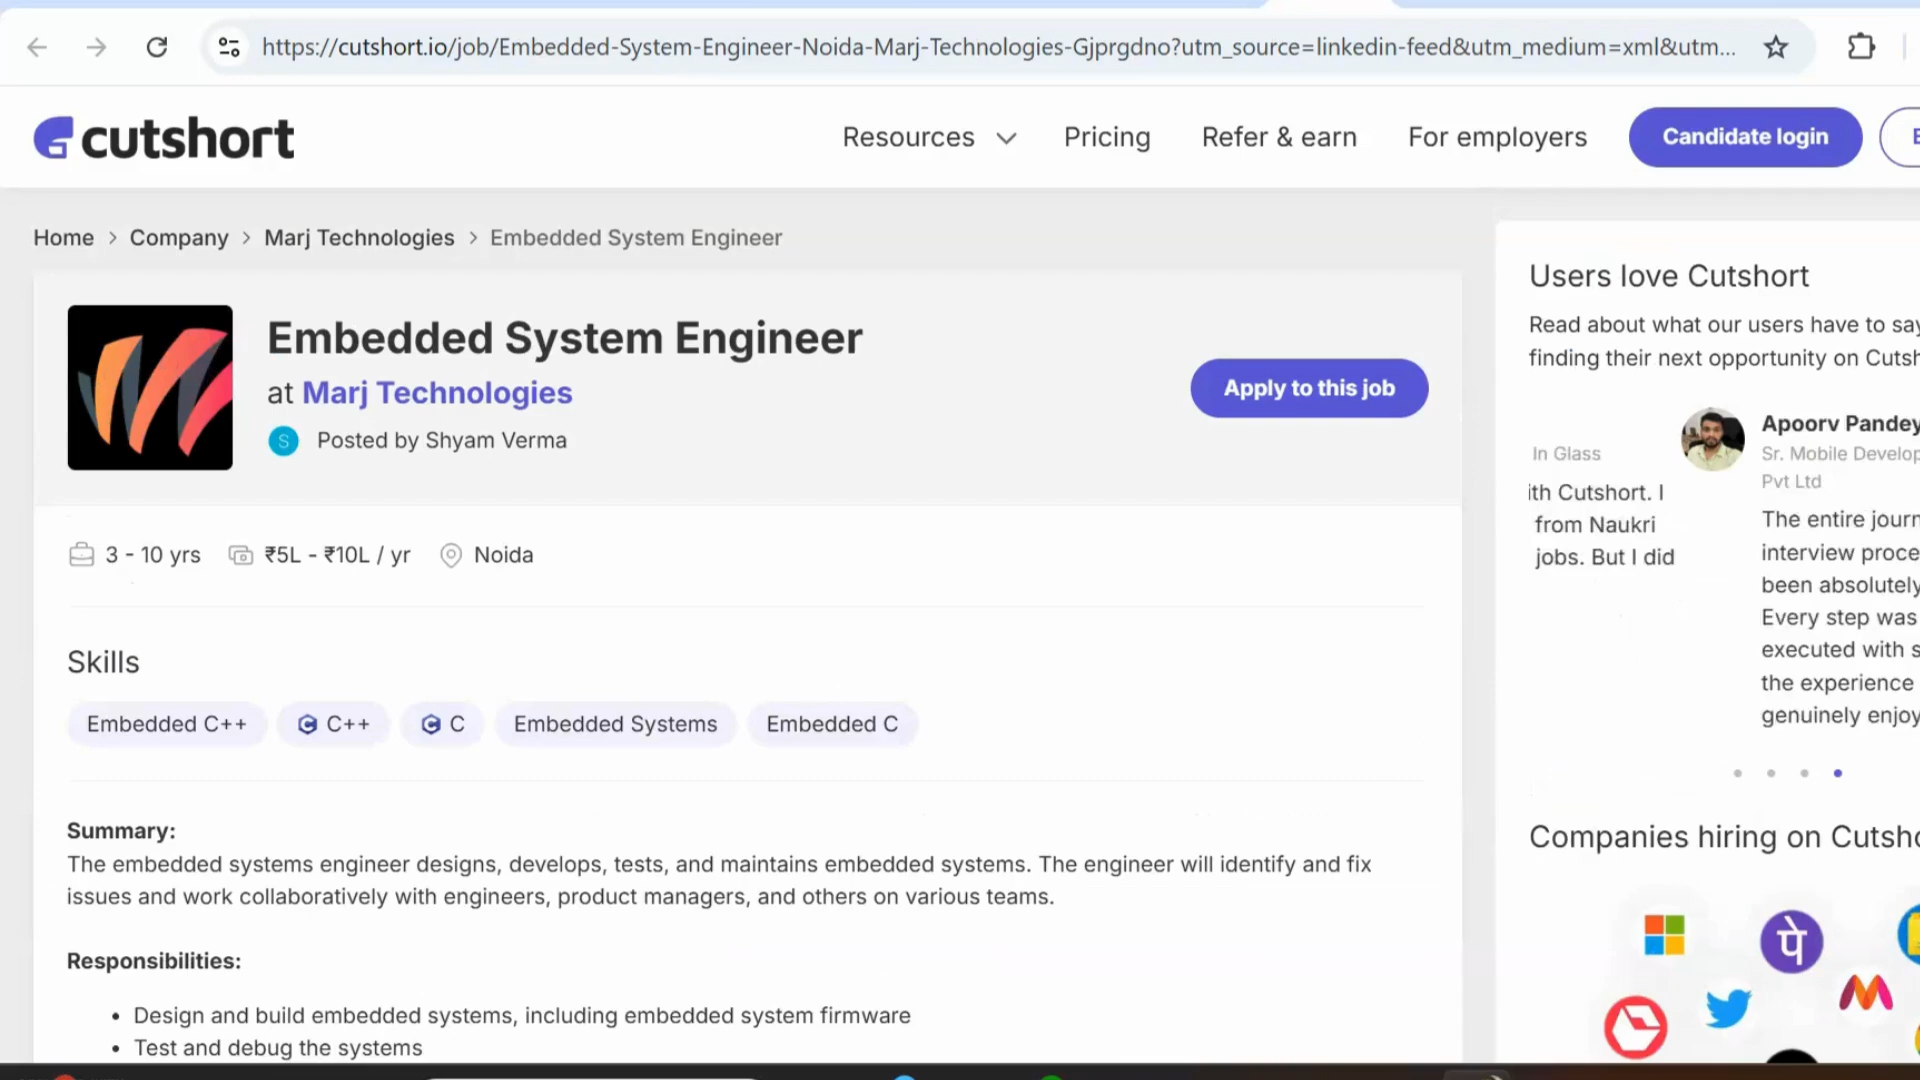 https://cutshort.io/job/Embedded-System-Engineer-Noida-Marj-Technologies-Gjprgdno?utm_source=linkedin-feed&utm_medium=xml&utm...
cutshort
Resources
Pricing
Refer & earn
For employers
Candidate login
Home > Company > Marj Technologies > Embedded System Engineer
Embedded System Engineer
at Marj Technologies
S Posted by Shyam Verma
Apply to this job
3 - 10 yrs
₹5L - ₹10L / yr
Noida
Skills
Embedded C++
C++
C
Embedded Systems
Embedded C
Summary:
The embedded systems engineer designs, develops, tests, and maintains embedded systems. The engineer will identify and fix
issues and work collaboratively with engineers, product managers, and others on various teams.
Responsibilities:
• Design and build embedded systems, including embedded system firmware
• Test and debug the systems
Users love Cutshort
Read about what our users have to say
finding their next opportunity on
In Glass
ith Cutshort. I
from Naukri
jobs. But I did
Apoorv Pandey
Sr. Mobile
Pvt Ltd
The entire
interview
been absolutely
Every step was
executed with
the experience
genuinely
Companies hiring on
पे